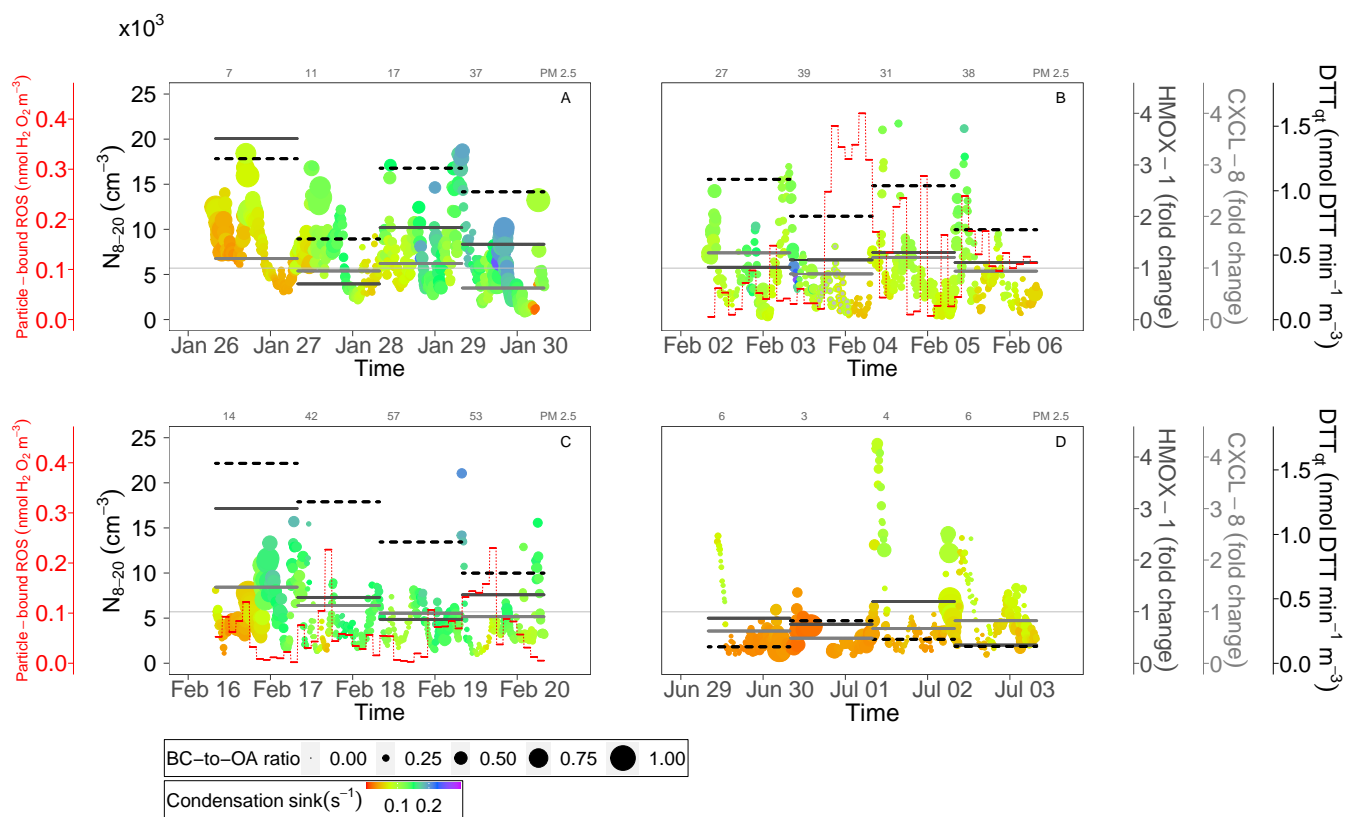 x10³
7 11 17 37 PM 2.5
A
25
20
15
10
5
0
0.4
0.3
0.2
0.1
0.0
Particle – bound ROS (nmol H₂ O₂ m⁻³)
N₈₋₂₀ (cm⁻³)
Jan 26 Jan 27 Jan 28 Jan 29 Jan 30
Time
27 39 31 38 PM 2.5
B
Feb 02 Feb 03 Feb 04 Feb 05 Feb 06
Time
4
3
2
1
0
HMOX – 1 (fold change)
4
3
2
1
0
CXCL – 8 (fold change)
1.5
1.0
0.5
0.0
DTTqt (nmol DTT min⁻¹ m⁻³)
14 42 57 53 PM 2.5
C
25
20
15
10
5
0
0.4
0.3
0.2
0.1
0.0
Particle – bound ROS (nmol H₂ O₂ m⁻³)
N₈₋₂₀ (cm⁻³)
Feb 16 Feb 17 Feb 18 Feb 19 Feb 20
Time
6 3 4 6 PM 2.5
D
Jun 29 Jun 30 Jul 01 Jul 02 Jul 03
Time
4
3
2
1
0
HMOX – 1 (fold change)
4
3
2
1
0
CXCL – 8 (fold change)
1.5
1.0
0.5
0.0
DTTqt (nmol DTT min⁻¹ m⁻³)
BC–to–OA ratio 0.00 0.25 0.50 0.75 1.00
Condensation sink(s⁻¹) 0.1 0.2